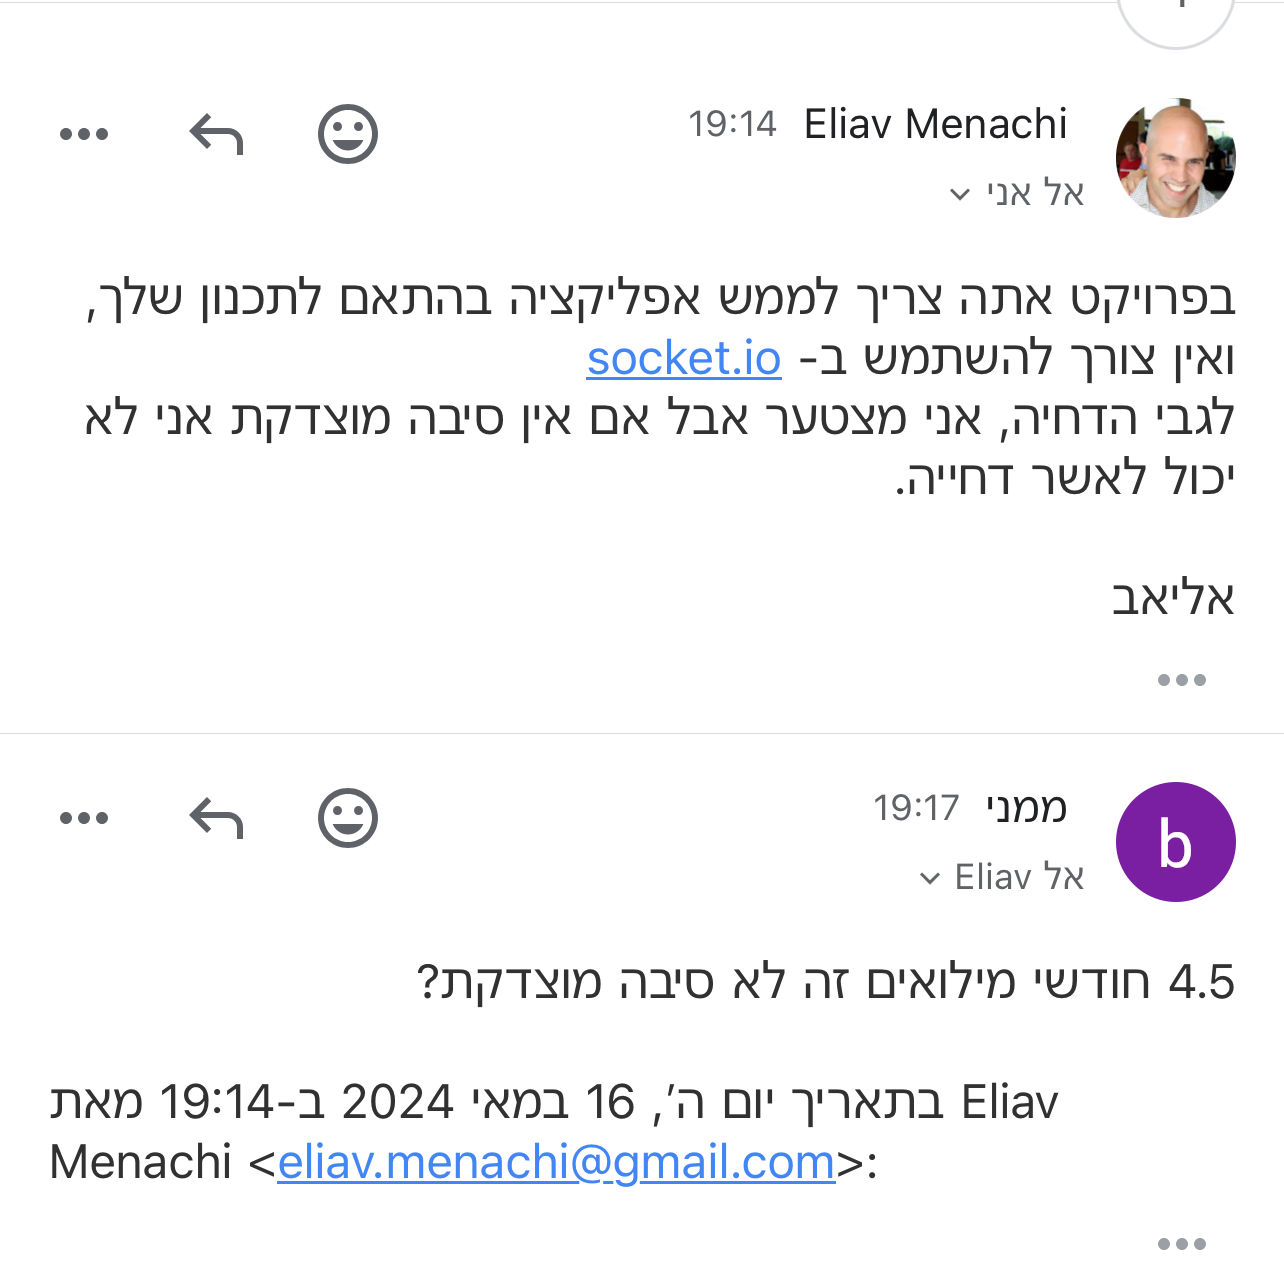 Eliav Menachi 19:14
אל אני
בפרויקט אתה צריך לממש אפליקציה בהתאם לתכנון שלך,
ואין צורך להשתמש ב- socket.io
לגבי הדחיה, אני מצטער אבל אם אין סיבה מוצדקת אני לא
יכול לאשר דחייה.
אליאב
b
ממני 19:17
אל Eliav
4.5 חודשי מילואים זה לא סיבה מוצדקת?
בתאריך יום ה׳, 16 במאי 2024 ב-19:14 מאת Eliav
Menachi <eliav.menachi@gmail.com>: